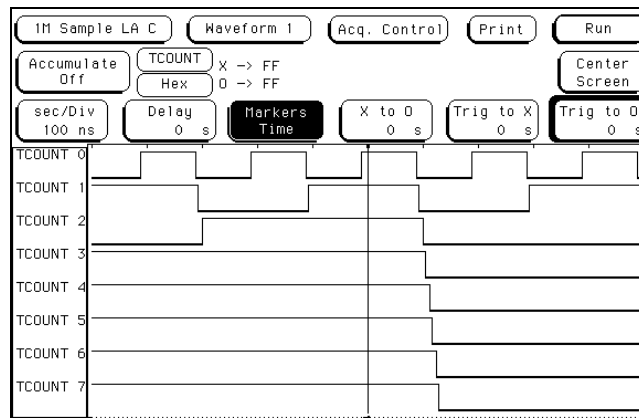 1M Sample LA C Waveform 1 Acq. Control Print Run
Accumulate Off TCOUNT X -> FF Center Screen
Hex O -> FF
sec/Div 100 ns Delay 0 s Markers Time X to O 0 s Trig to X 0 s Trig to O 0 s
TCOUNT 0
TCOUNT 1
TCOUNT 2
TCOUNT 3
TCOUNT 4
TCOUNT 5
TCOUNT 6
TCOUNT 7